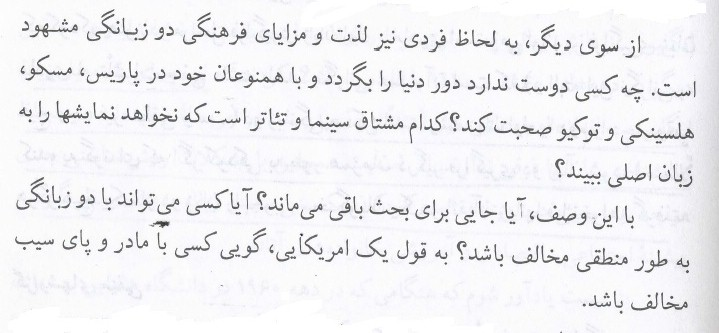 از سوی دیگر، به لحاظ فردی نیز لذت و مزایای فرهنگی دو زبانگی مشهود
است. چه کسی دوست ندارد دور دنیا را بگردد و با همنوعان خود در پاریس، مسکو،
هلسینکی و توکیو صحبت کند؟ کدام مشتاق سینما و تئاتر است که نخواهد نمایشها را به
زبان اصلی ببیند؟
با این وصف، آیا جایی برای بحث باقی می‌ماند؟ آیا کسی می‌تواند با دو زبانگی
به طور منطقی مخالف باشد؟ به قول یک امریکایی، گویی کسی با مادر و پای سیب
مخالف باشد.